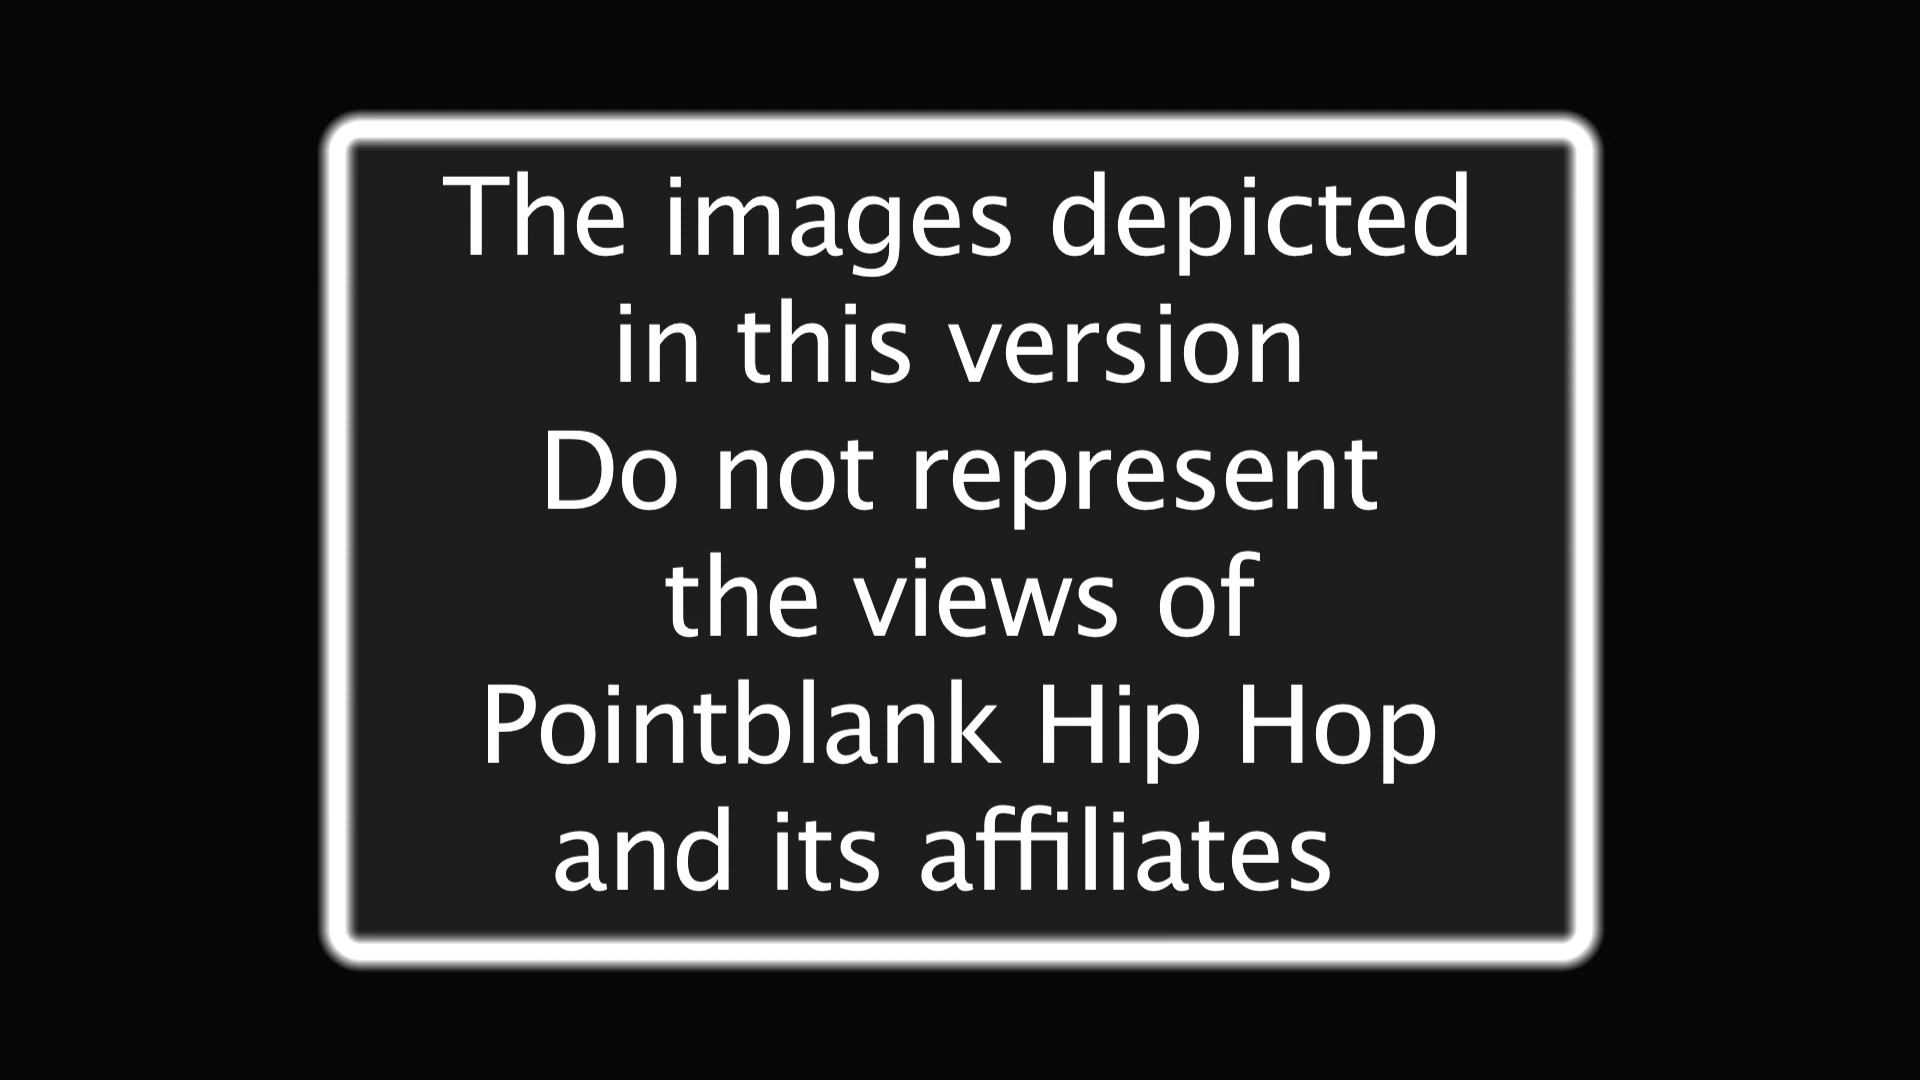 The images depicted
in this version
Do not represent
the views of
Pointblank Hip Hop
and its affiliates